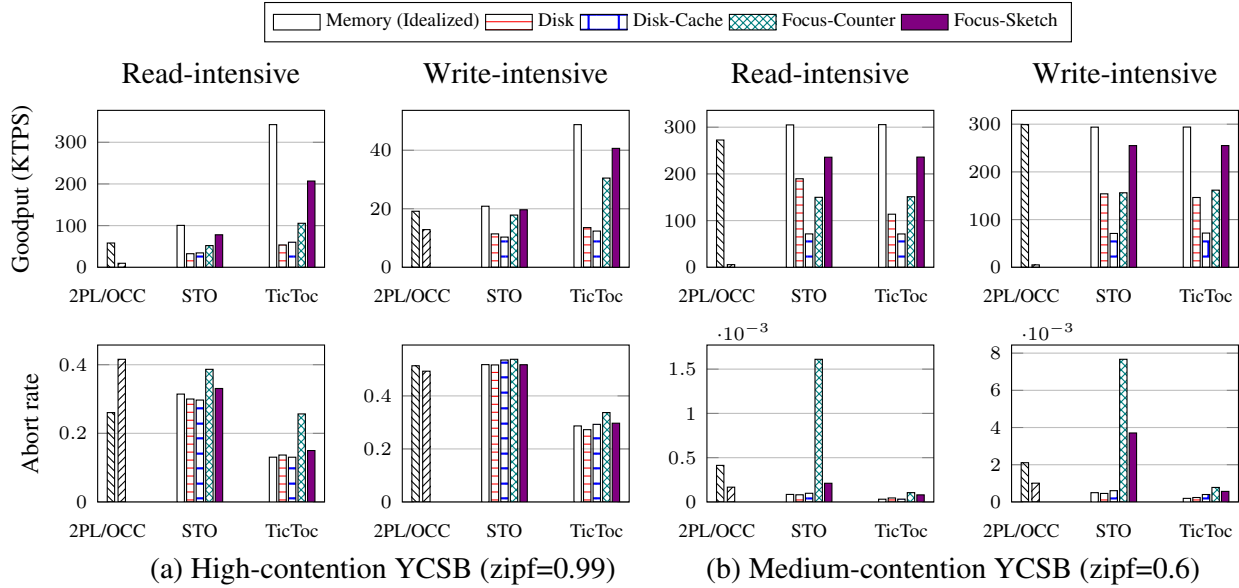 Memory (Idealized) Disk Disk-Cache Focus-Counter Focus-Sketch
Read-intensive Write-intensive Read-intensive Write-intensive
Goodput (KTPS)
300
200
100
0
2PL/OCC STO TicToc
40
20
0
2PL/OCC STO TicToc
300
200
100
0
2PL/OCC STO TicToc
300
200
100
0
2PL/OCC STO TicToc
Abort rate
0.4
0.2
0
2PL/OCC STO TicToc
0.4
0.2
0
2PL/OCC STO TicToc
·10⁻³
1.5
1
0.5
0
2PL/OCC STO TicToc
·10⁻³
8
6
4
2
0
2PL/OCC STO TicToc
(a) High-contention YCSB (zipf=0.99) (b) Medium-contention YCSB (zipf=0.6)